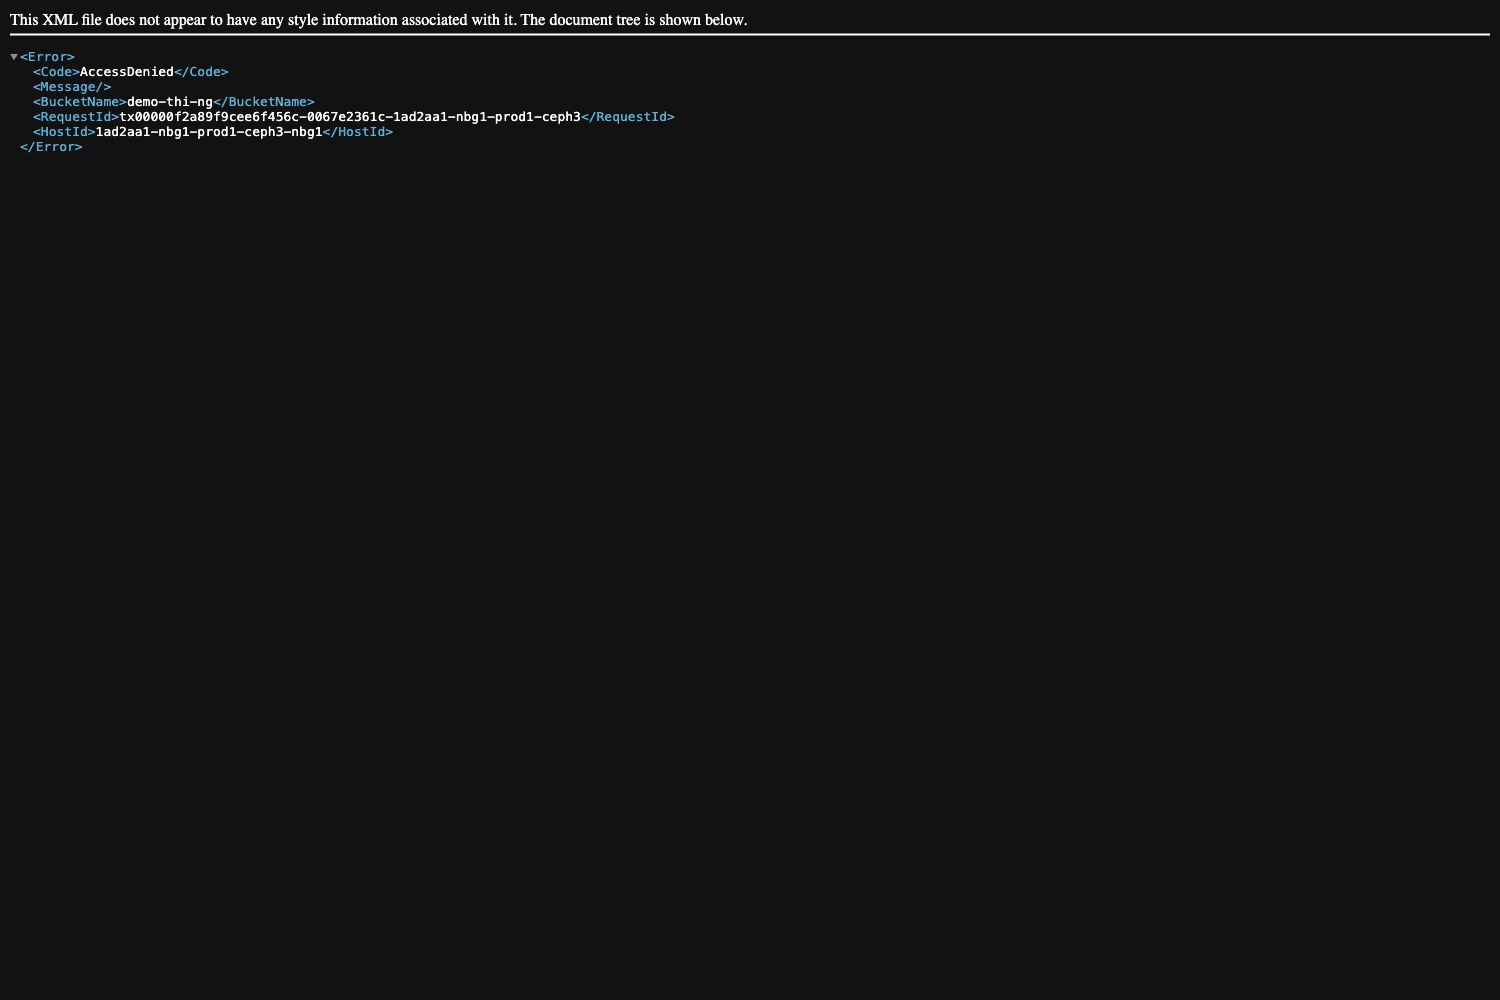 This XML file does not appear to have any style information associated with it. The document tree is shown below.
▼<Error>
<Code>AccessDenied</Code>
<Message/>
<BucketName>demo-thi-ng</BucketName>
<RequestId>tx00000f2a89f9cee6f456c-0067e2361c-1ad2aa1-nbg1-prod1-ceph3</RequestId>
<HostId>1ad2aa1-nbg1-prod1-ceph3-nbg1</HostId>
</Error>